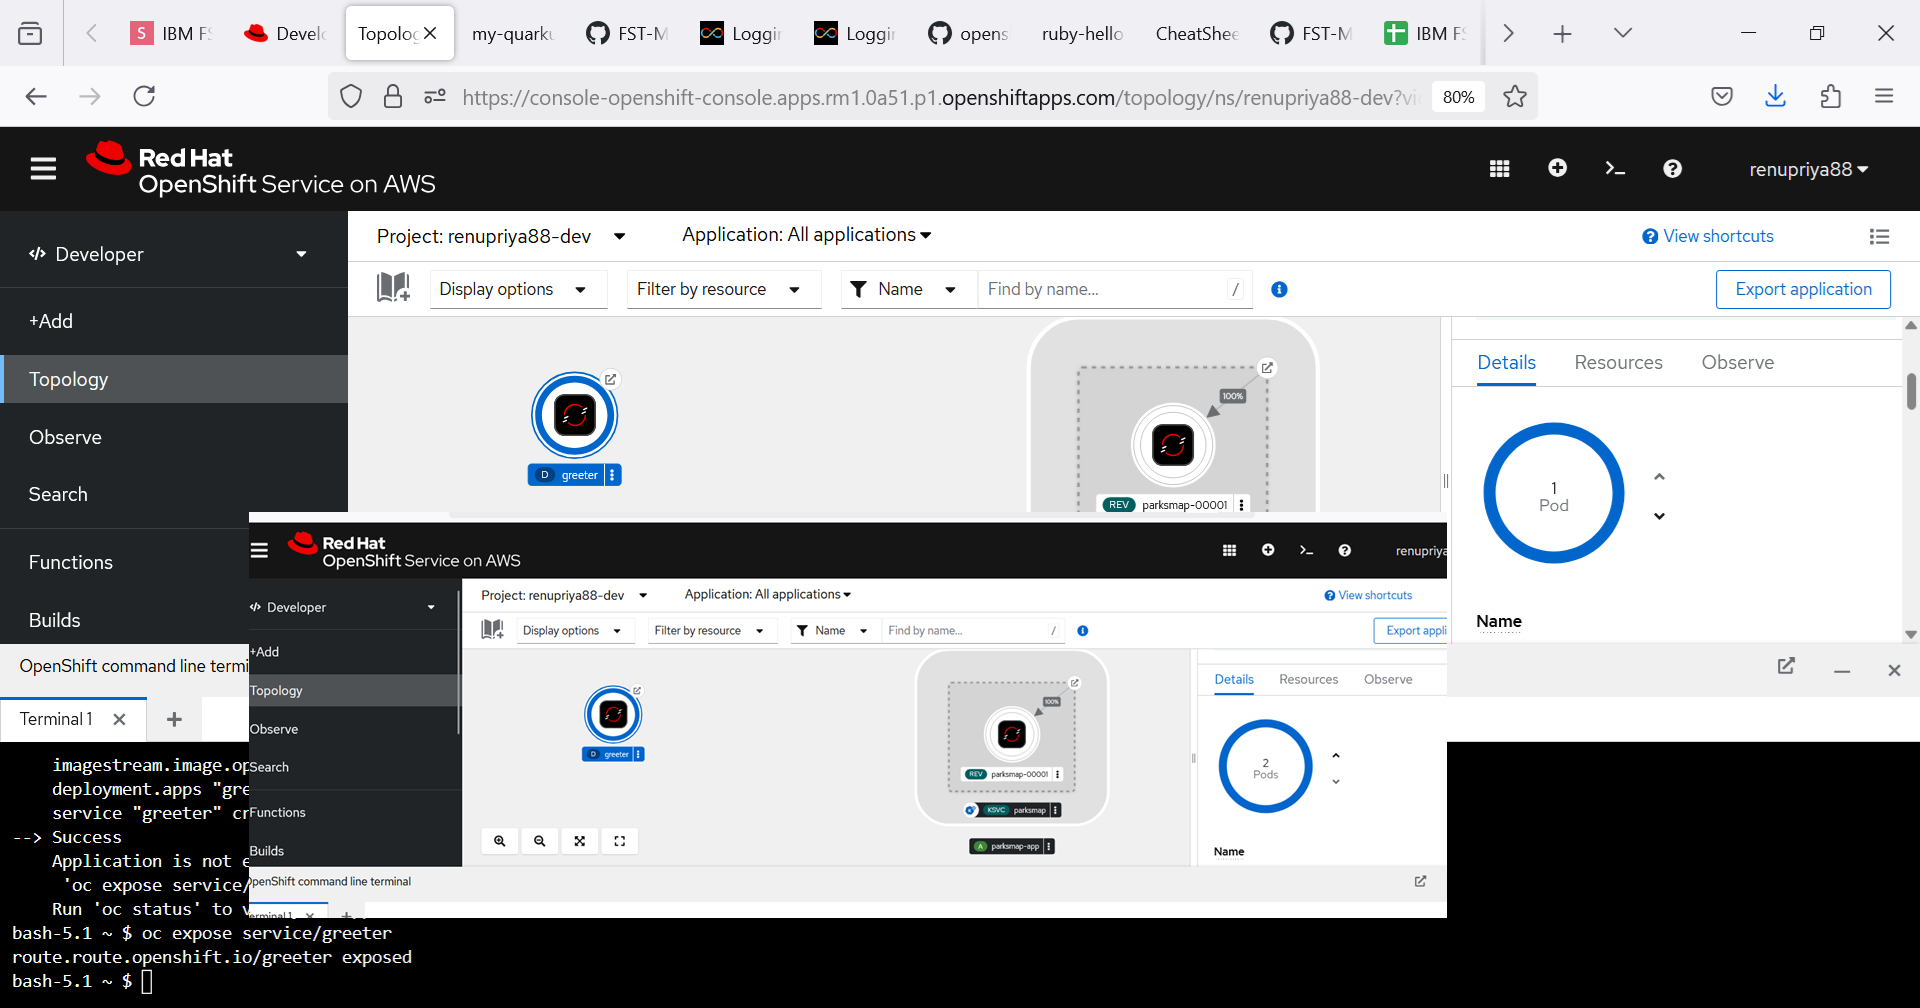 S IBM FS
Develo
Topolog
my-quarku
FST-M
Loggin
Loggin
opens
ruby-hello
CheatShee
FST-M
IBM FS
https://console-openshift-console.apps.rm1.0a51.p1.openshiftapps.com/topology/ns/renupriya88-dev?vi
80%
Red Hat
OpenShift Service on AWS
renupriya88
Developer
Project: renupriya88-dev
Application: All applications
View shortcuts
Display options
Filter by resource
Name
Find by name...
/
Export application
+Add
Topology
Observe
Search
Functions
Builds
D greeter
100%
REV parksmap-00001
Details
Resources
Observe
1
Pod
Name
Red Hat
OpenShift Service on AWS
renupriya
Developer
Project: renupriya88-dev
Application: All applications
View shortcuts
Display options
Filter by resource
Name
Find by name...
/
Export appli
+Add
Topology
Observe
Search
Functions
Builds
D greeter
100%
REV parksmap-00001
KSVC parksmap
A parksmap-app
Details
Resources
Observe
2
Pods
Name
OpenShift command line terminal
OpenShift command line termi
Terminal 1
imagestream.image.op
deployment.apps "gre
service "greeter" cr
--> Success
Application is not e
'oc expose service/
Run 'oc status' to v
bash-5.1 ~ $ oc expose service/greeter
route.route.openshift.io/greeter exposed
bash-5.1 ~ $